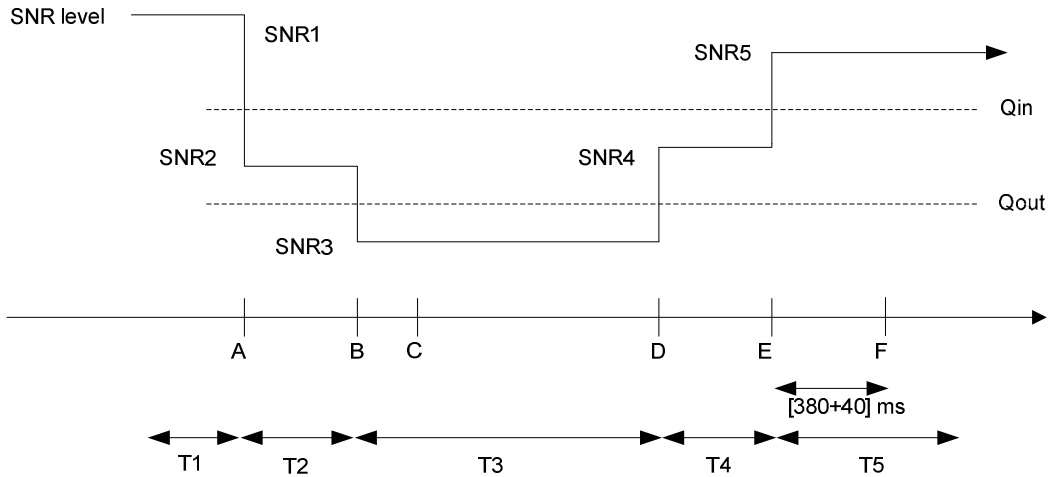 SNR level
SNR1
SNR5
Qin
SNR2
SNR4
Qout
SNR3
A B C D E F
[380+40] ms
T1 T2 T3 T4 T5